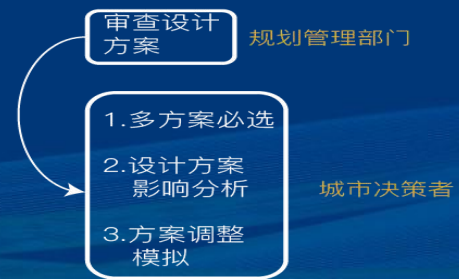 审查设计
方案
规划管理部门
1.多方案必选
2.设计方案
影响分析
城市决策者
3.方案调整
模拟